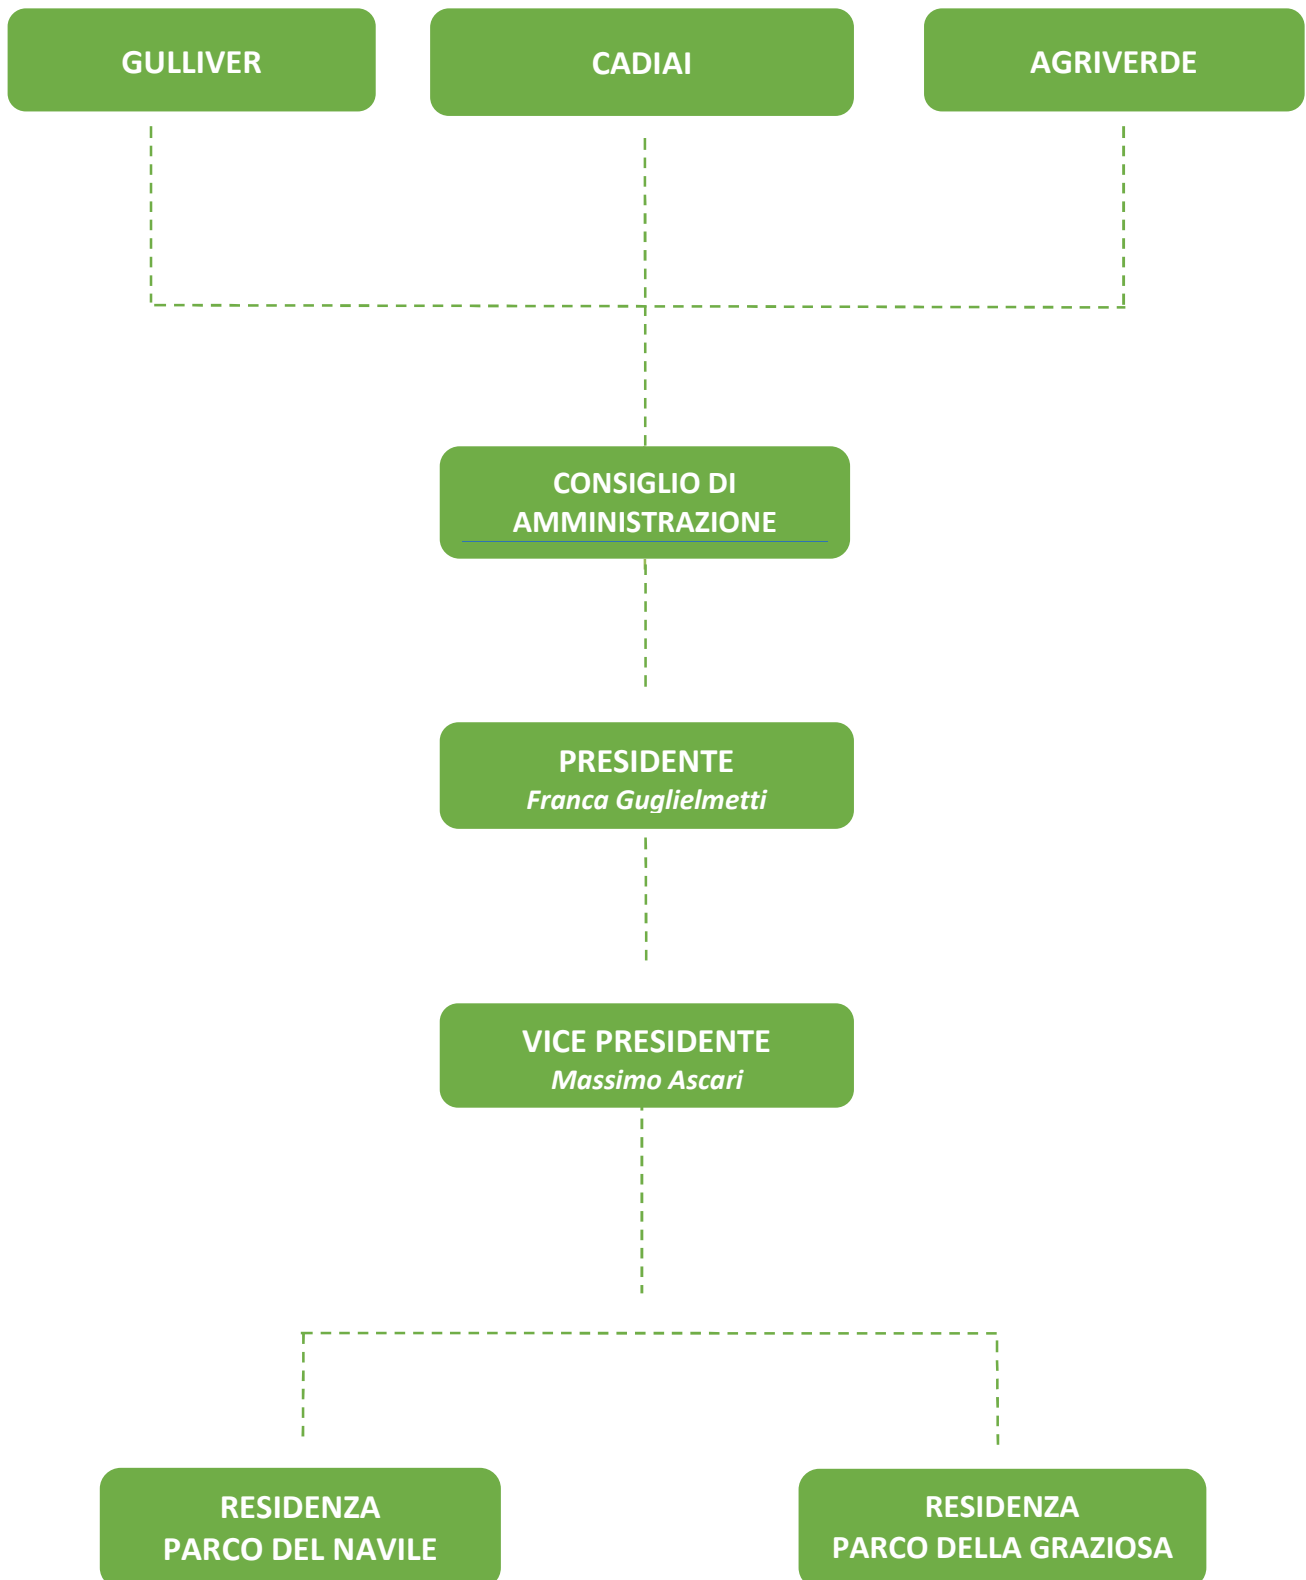 GULLIVER
CADIAI
AGRIVERDE
CONSIGLIO DI
AMMINISTRAZIONE
PRESIDENTE
Franca Guglielmetti
VICE PRESIDENTE
Massimo Ascari
RESIDENZA
PARCO DEL NAVILE
RESIDENZA
PARCO DELLA GRAZIOSA